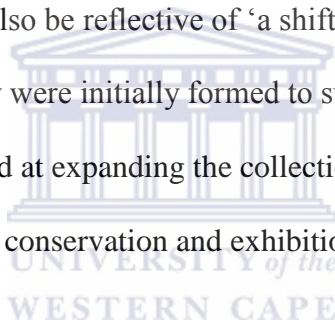 lso be reflective of ‘a shift
were initially formed to s
d at expanding the collecti
conservation and exhibitio
UNIVERSITY of the
WESTERN CAPE